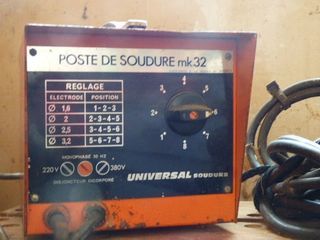 POSTE DE SOUDURE mk 32
REGLAGE
ELECTRODE POSITION
Ø 1,6 1-2-3
Ø 2 2-3-4-5
Ø 2,5 3-4-5-6
Ø 3,2 5-6-7-8
MONOPHASE 50 HZ
220V 380V
DISJONCTEUR INCORPORÉ
1
2
3
4
5
6
7
8
UNIVERSAL SOUDURE